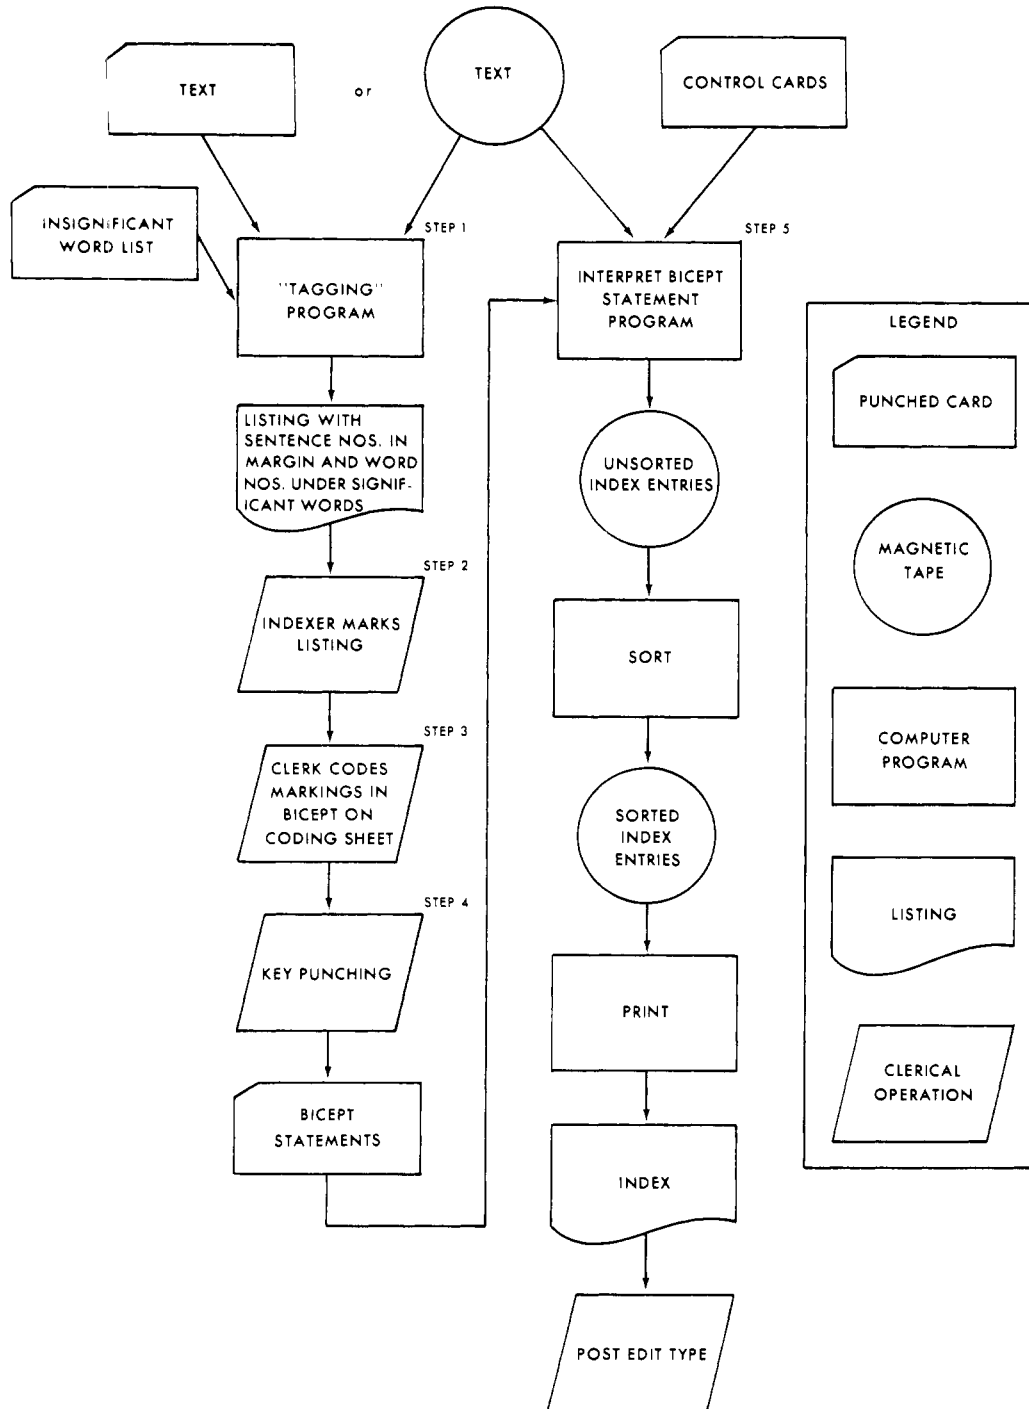 TEXT
or
TEXT
CONTROL CARDS
INSIGNIFICANT
WORD LIST
STEP 1
"TAGGING"
PROGRAM
LISTING WITH
SENTENCE NOS. IN
MARGIN AND WORD
NOS. UNDER SIGNIF-
ICANT WORDS
STEP 2
INDEXER MARKS
LISTING
STEP 3
CLERK CODES
MARKINGS IN
BICEPT ON
CODING SHEET
STEP 4
KEY PUNCHING
BICEPT
STATEMENTS
STEP 5
INTERPRET BICEPT
STATEMENT
PROGRAM
UNSORTED
INDEX ENTRIES
SORT
SORTED
INDEX
ENTRIES
PRINT
INDEX
POST EDIT TYPE
LEGEND
PUNCHED CARD
MAGNETIC
TAPE
COMPUTER
PROGRAM
LISTING
CLERICAL
OPERATION